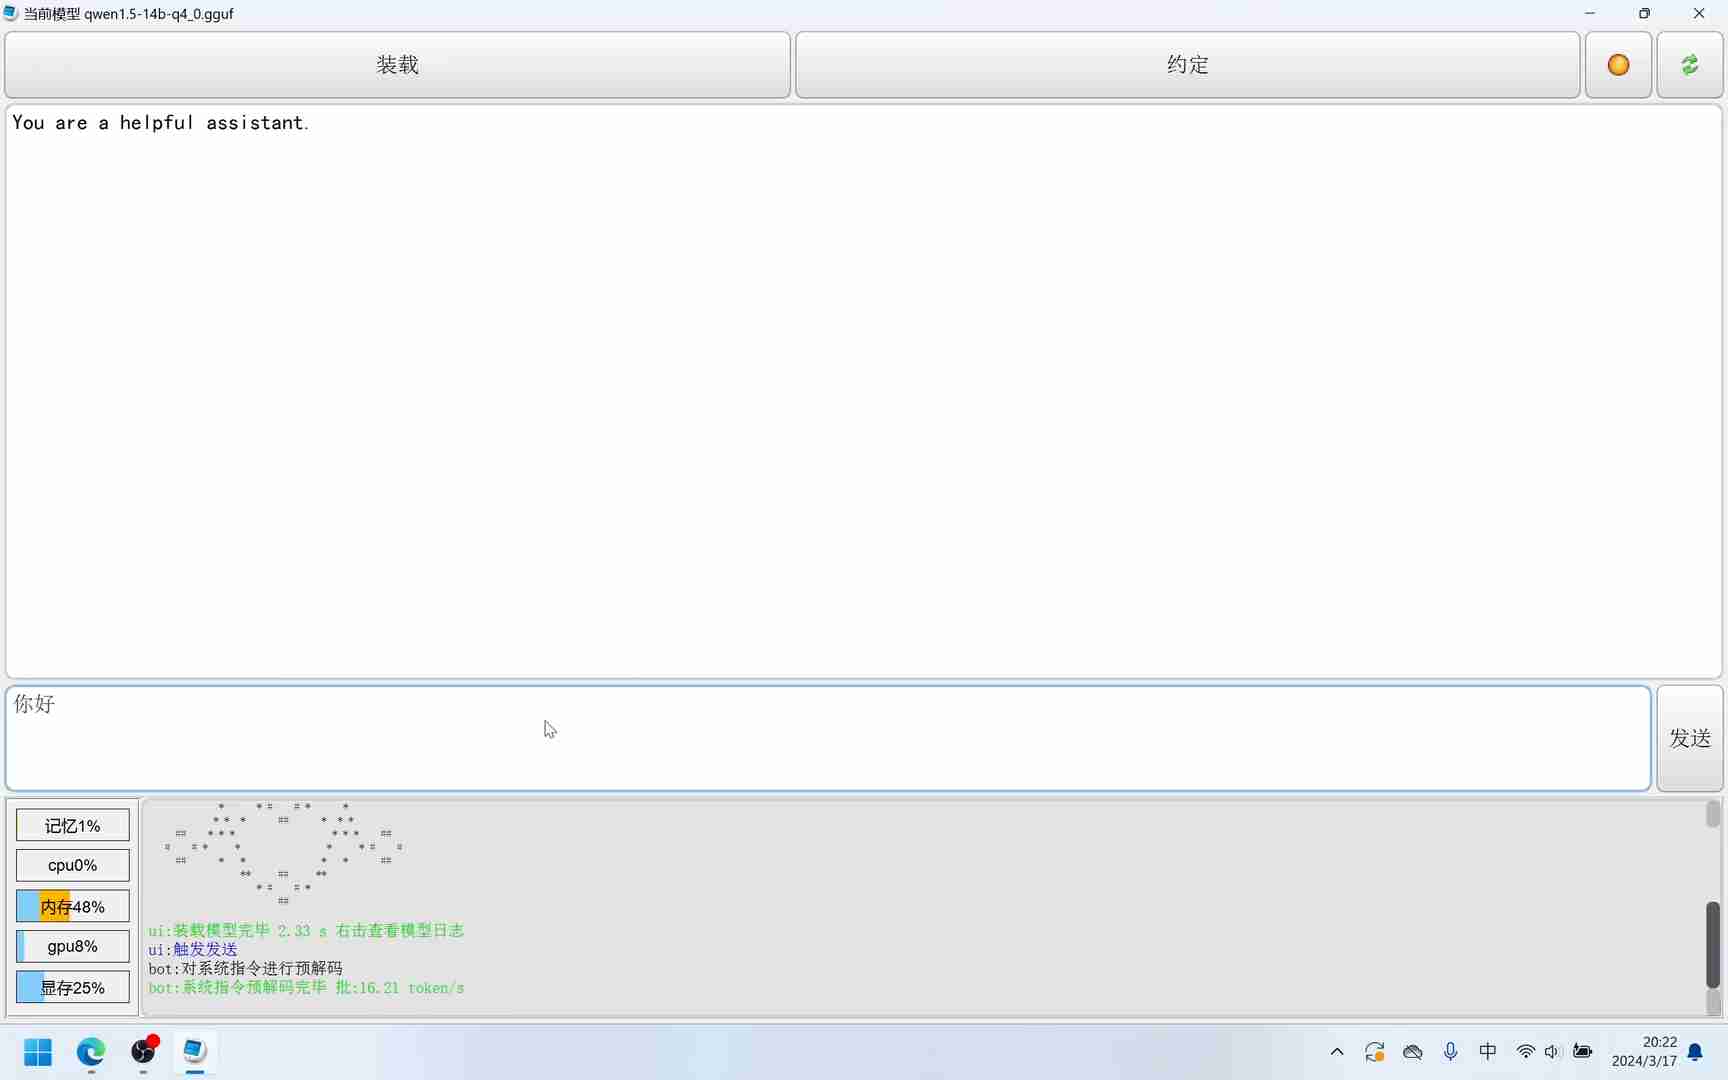 当前模型 qwen1.5-14b-q4_0.gguf
装载
约定
You are a helpful assistant.
你好
发送
记忆1%
cpu0%
内存48%
gpu8%
显存25%
ui:装载模型完毕 2.33 s 右击查看模型日志
ui:触发发送
bot:对系统指令进行预解码
bot:系统指令预解码完毕 批:16.21 token/s
中
20:22
2024/3/17